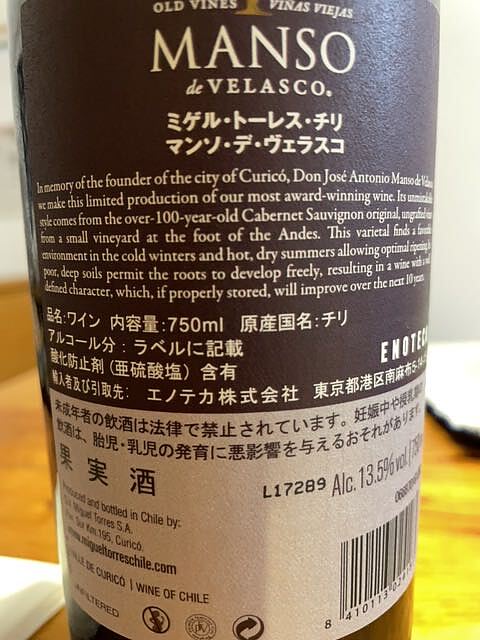 OLD VINES VIÑAS VIEJAS
MANSO
de VELASCO®
ミゲル・トーレス・チリ
マンソ・デ・ヴェラスコ
In memory of the founder of the city of Curicó, Don José Antonio Manso de
we make this limited production of our most award-winning wine. Its
style comes from the over-100-year-old Cabernet Sauvignon original, ungrafted
from a small vineyard at the foot of the Andes. This varietal finds a
environment in the cold winters and hot, dry summers allowing optimal ripening.
poor, deep soils permit the roots to develop freely, resulting in a wine with a
defined character, which, if properly stored, will improve over the next 10 years.
品名:ワイン 内容量:750ml 原産国名:チリ
アルコール分:ラベルに記載
酸化防止剤(亜硫酸塩)含有
輸入者及び引取先: エノテカ株式会社 東京都港区南麻布5-14-
ENOTECA
未成年者の飲酒は法律で禁止されています。妊娠中や授乳期の
飲酒は、胎児・乳児の発育に悪影響を与えるおそれがあります。
果実酒
L17289 Alc. 13.5% vol.
Produced and bottled in Chile by:
Miguel Torres S.A.
Sur Km.195, Curicó.
www.migueltorreschile.com
VALLE DE CURICÓ | WINE OF CHILE
UNFILTERED
8 410113